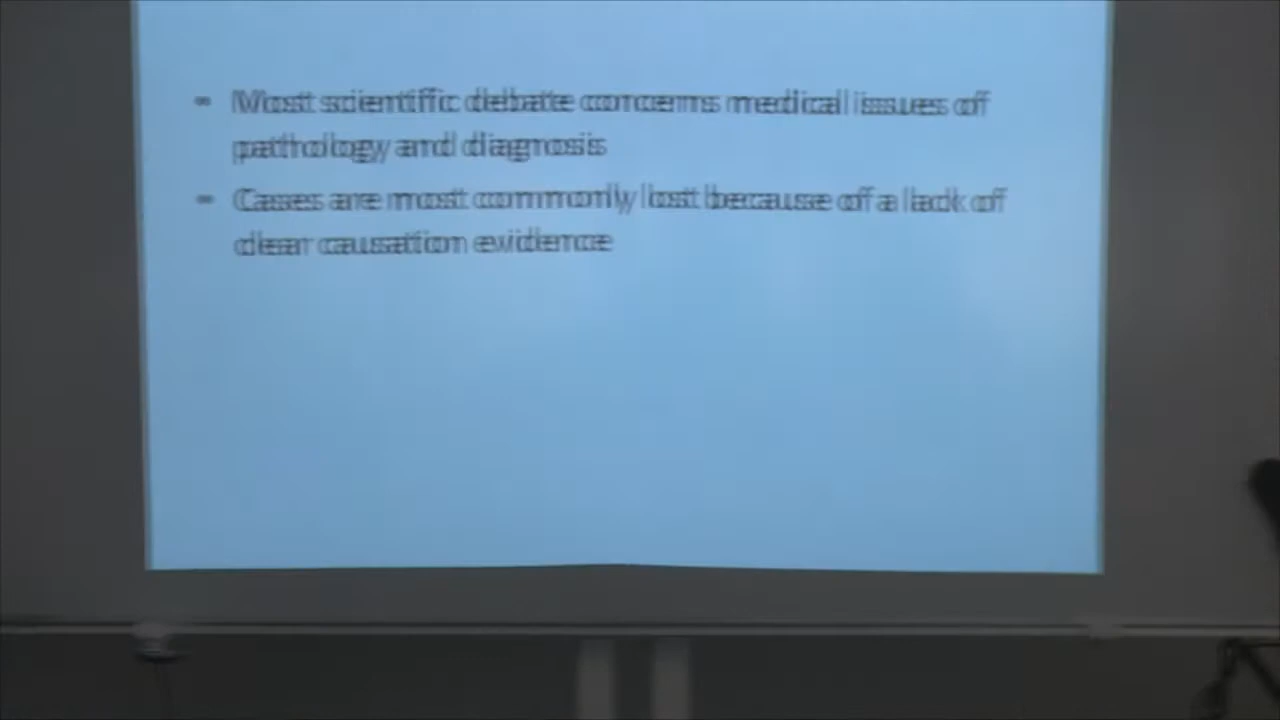 - Most scientific debate concerns medical issues of
pathology and diagnosis
- Cases are most commonly lost because of a lack of
clear causation evidence